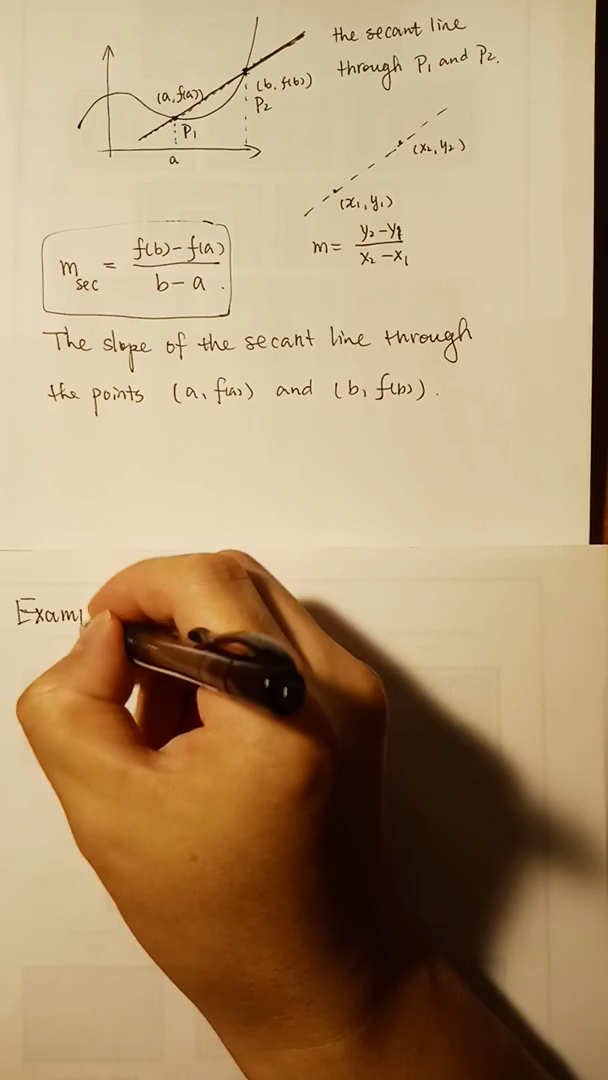 the secant line
through P1 and P2.
(a, f(a))
(b, f(b))
P2
P1
a
(x2, y2)
(x1, y1)
m = y2-y1 / x2-x1
m sec = f(b)-f(a) / b-a.
The slope of the secant line through
the points (a, f(a)) and (b, f(b)).
Exam